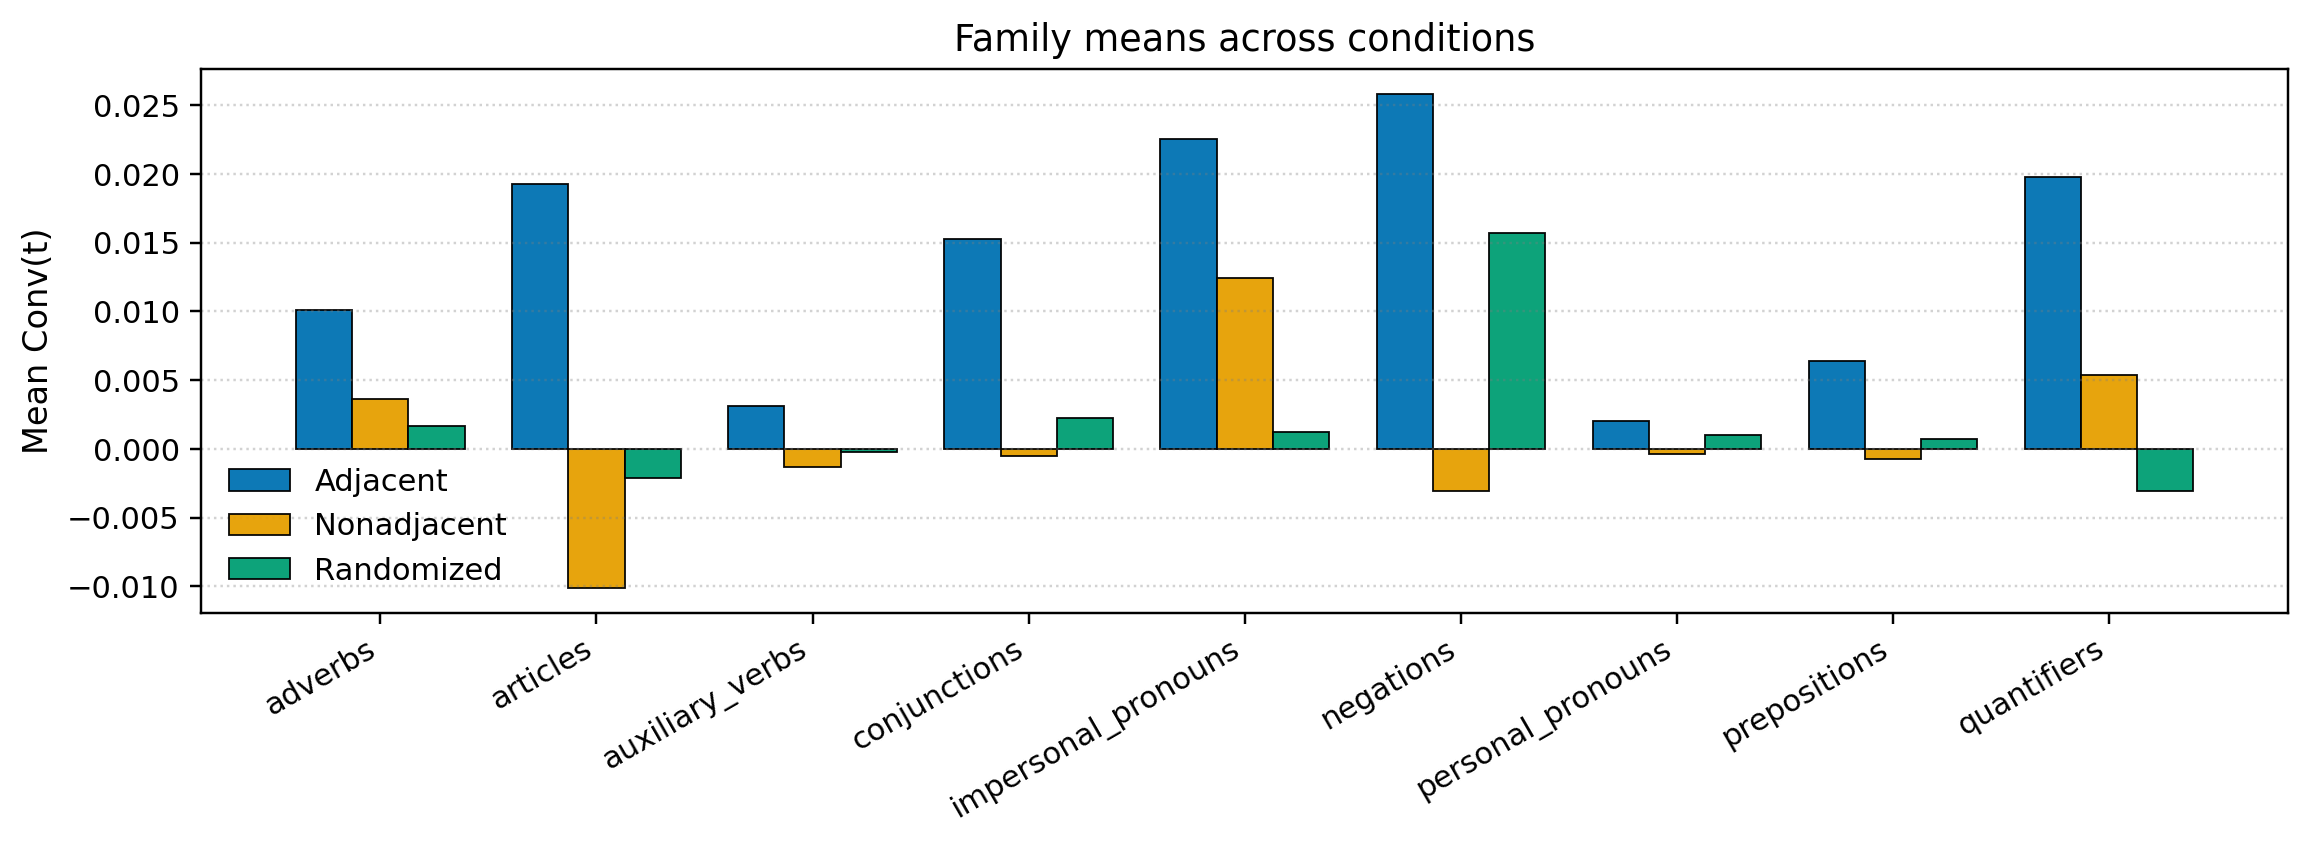 Family means across conditions
Mean Conv(t)
0.025
0.020
0.015
0.010
0.005
0.000
−0.005
−0.010
Adjacent
Nonadjacent
Randomized
adverbs
articles
auxiliary_verbs
conjunctions
impersonal_pronouns
negations
personal_pronouns
prepositions
quantifiers